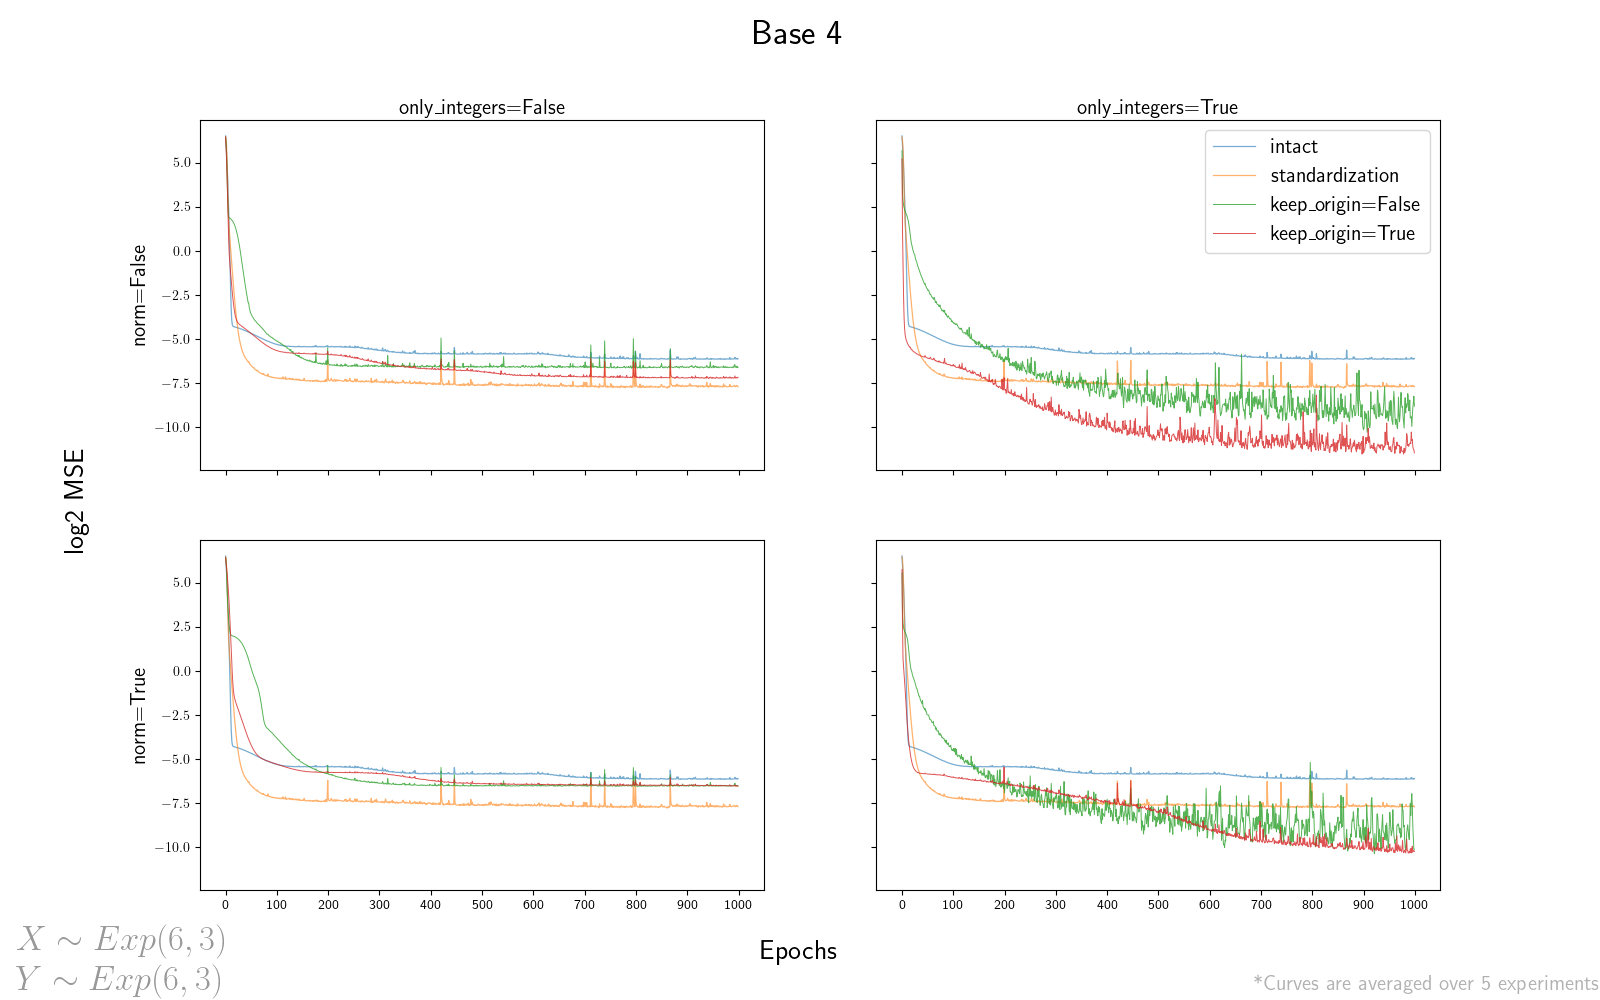 Base 4
only_integers=False
only_integers=True
norm=False
5.0
2.5
0.0
−2.5
−5.0
−7.5
−10.0
intact
standardization
keep_origin=False
keep_origin=True
log2 MSE
norm=True
5.0
2.5
0.0
−2.5
−5.0
−7.5
−10.0
0 100 200 300 400 500 600 700 800 900 1000
0 100 200 300 400 500 600 700 800 900 1000
Epochs
X ∼ Exp(6, 3)
Y ∼ Exp(6, 3)
*Curves are averaged over 5 experiments